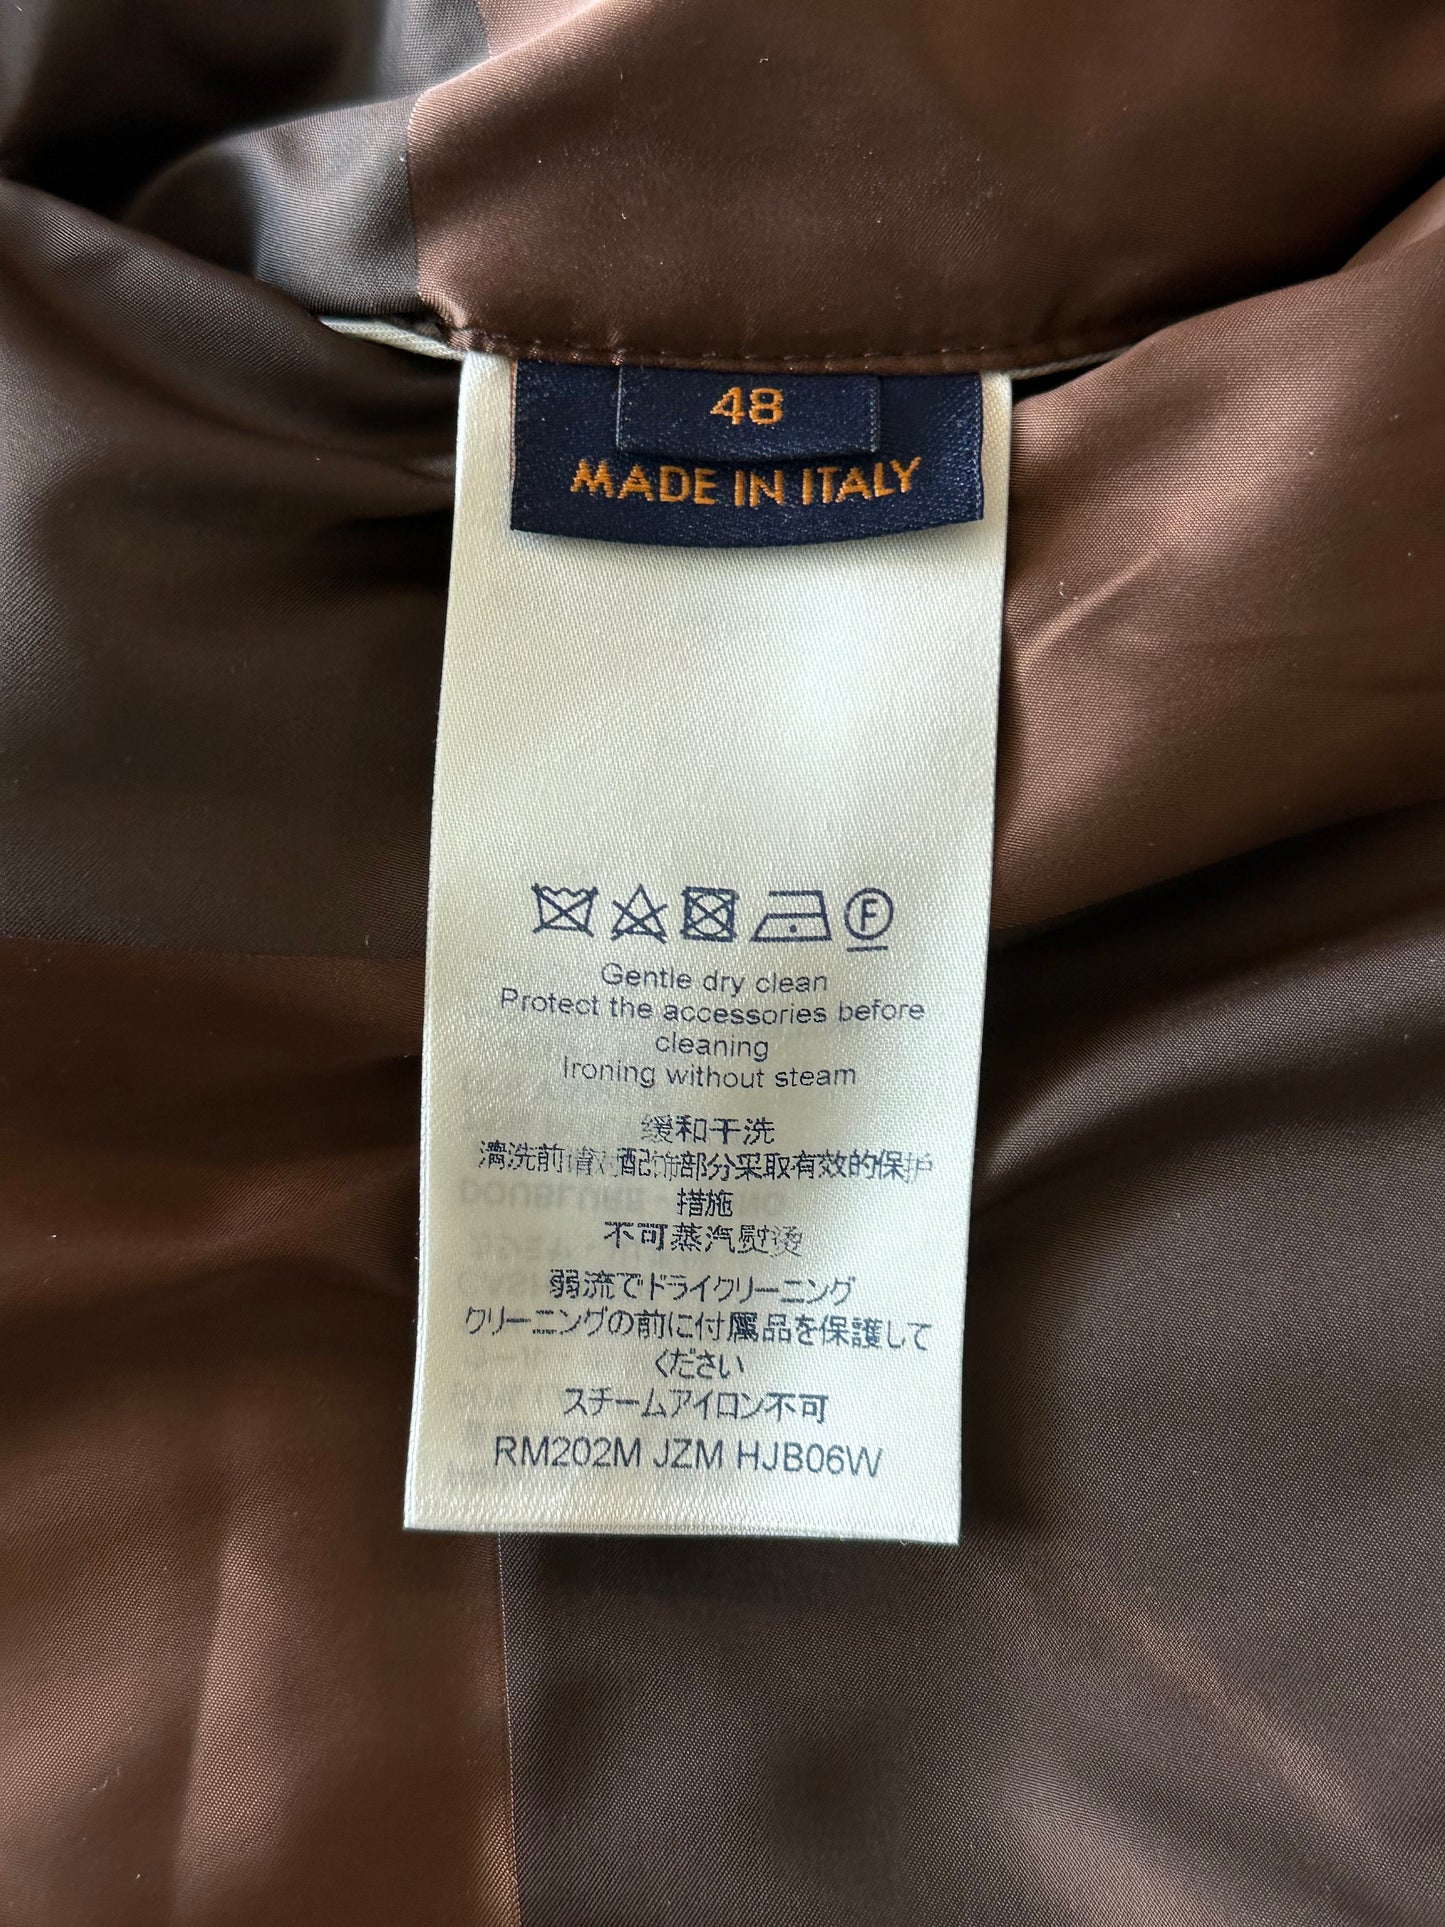 48
MADE IN ITALY
F
Gentle dry clean
Protect the accessories before
cleaning
Ironing without steam
缓和干洗
清洗前请对配饰部分采取有效的保护
措施
不可蒸汽熨烫
弱流でドライクリーニング
クリーニングの前に付属品を保護して
ください
スチームアイロン不可
RM202M JZM HJB06W